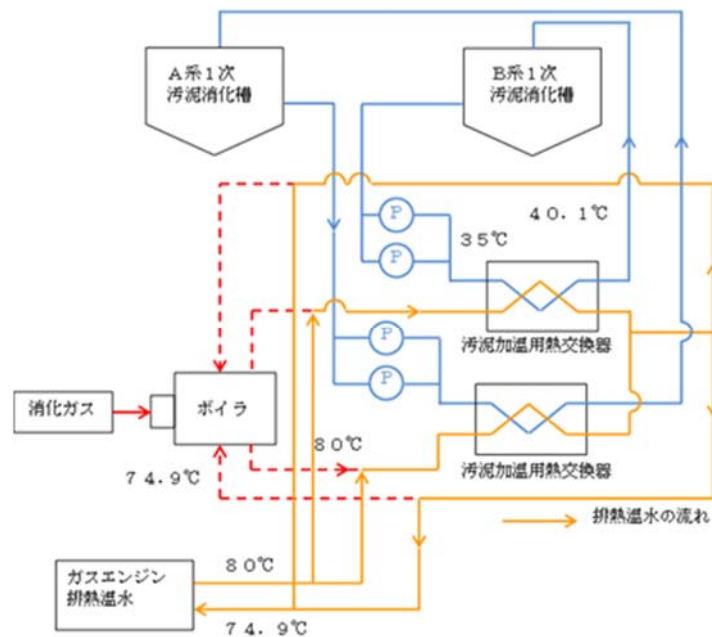 A系1次
汚泥消化槽
B系1次
汚泥消化槽
P
40.1℃
35℃
P
汚泥加温用熱交換器
P
P
消化ガス
ボイラ
80℃
74.9℃
汚泥加温用熱交換器
排熱温水の流れ
ガスエンジン
排熱温水
80℃
74.9℃